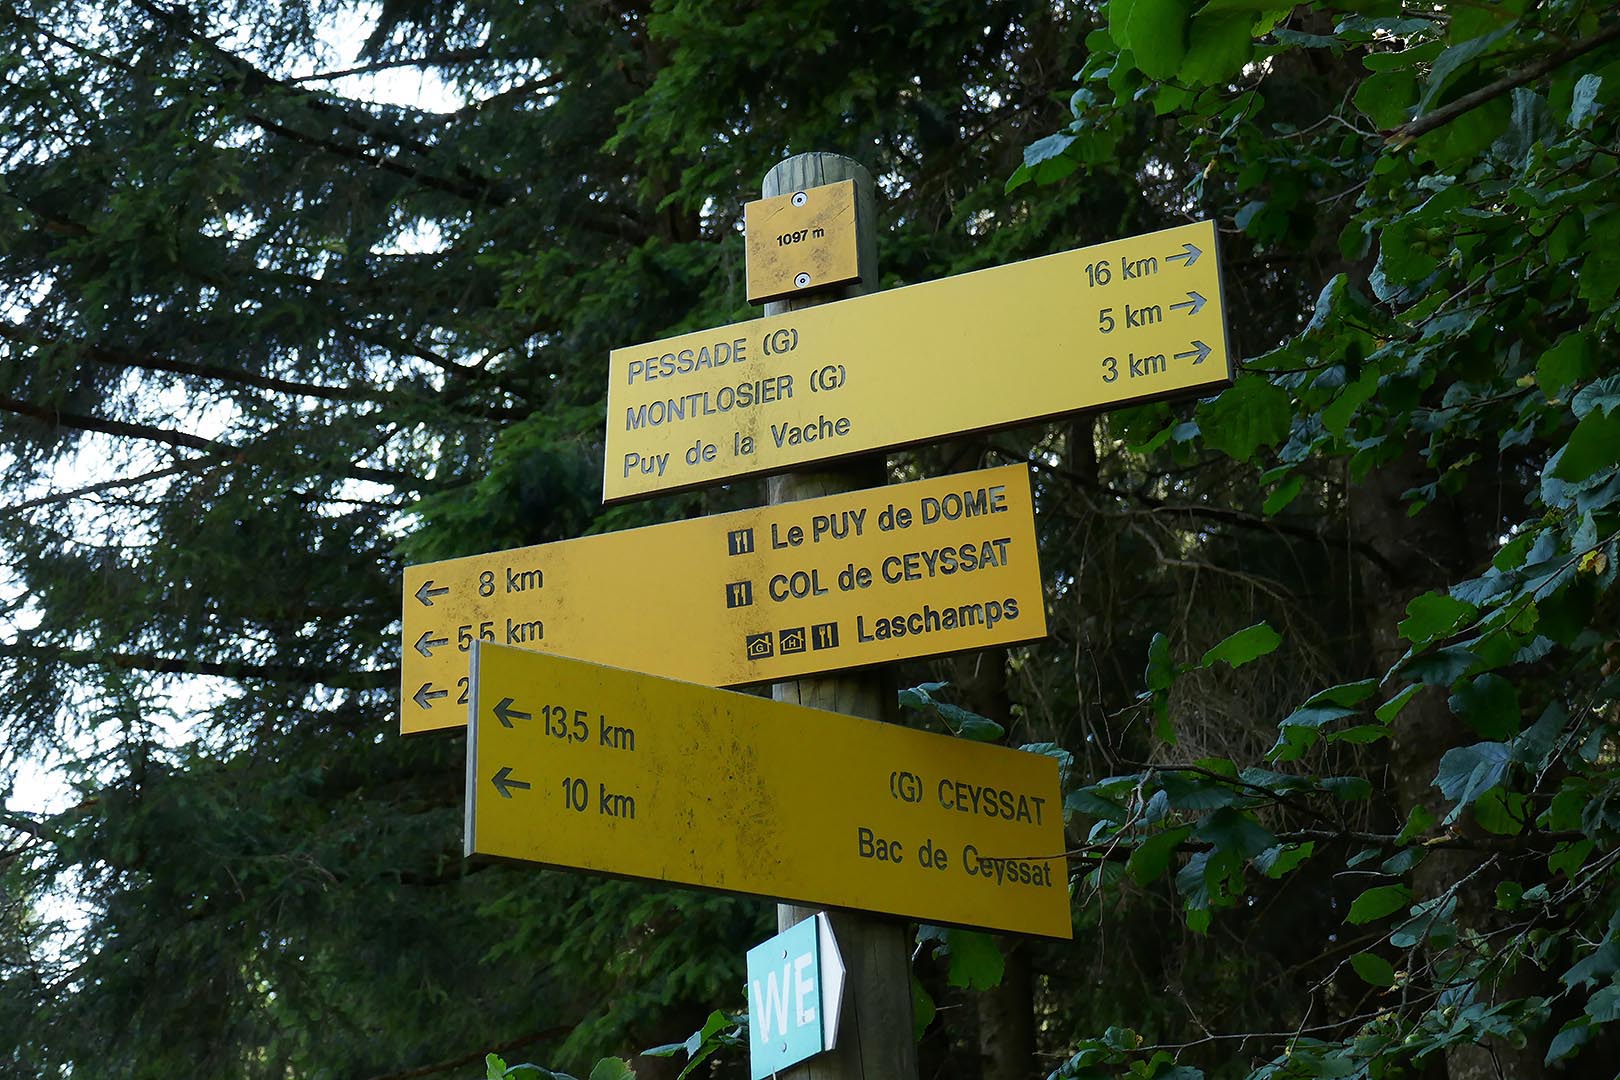 1097 m
PESSADE (G) 16 km →
MONTLOSIER (G) 5 km →
Puy de la Vache 3 km →
← 8 km Le PUY de DOME
← 5,5 km COL de CEYSSAT
← Laschamps
← 13,5 km (G) CEYSSAT
← 10 km Bac de Ceyssat
WE